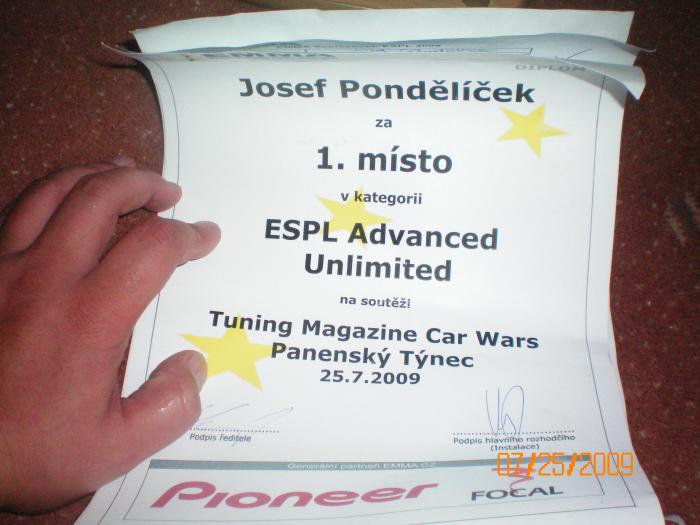 DIPLOM
Josef Pondělíček
za
1. místo
v kategorii
ESPL Advanced
Unlimited
na soutěži
Tuning Magazine Car Wars
Panenský Týnec
25.7.2009
Podpis ředitele
Podpis hlavního rozhodčího
(Instalace)
07/25/2009
Generální partneři EMMA CZ
Pioneer
FOCAL